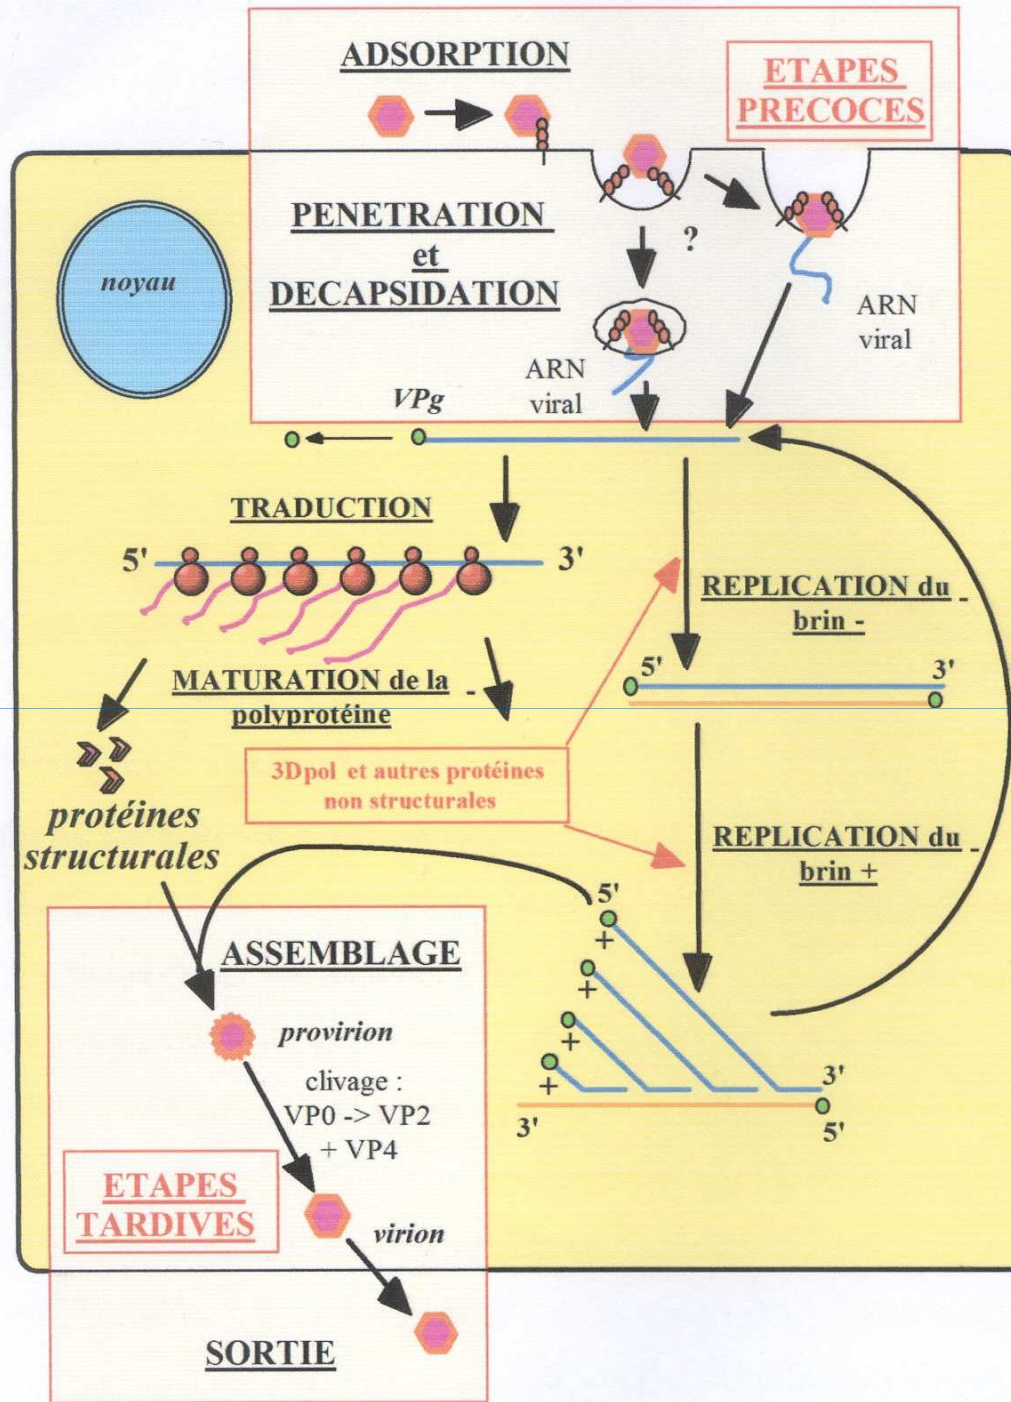 ADSORPTION
ETAPES
PRECOCES
PENETRATION
et
DECAPSIDATION
?
noyau
ARN
viral
ARN
viral
VPg
TRADUCTION
5'
3'
REPLICATION du
brin -
5'
3'
MATURATION de la
polyprotéine
3Dpol et autres protéines
non structurales
protéines
structurales
REPLICATION du
brin +
5'
+
+
+
+
3'
3'
5'
ASSEMBLAGE
provirion
clivage :
VP0 -> VP2
+ VP4
ETAPES
TARDIVES
virion
SORTIE